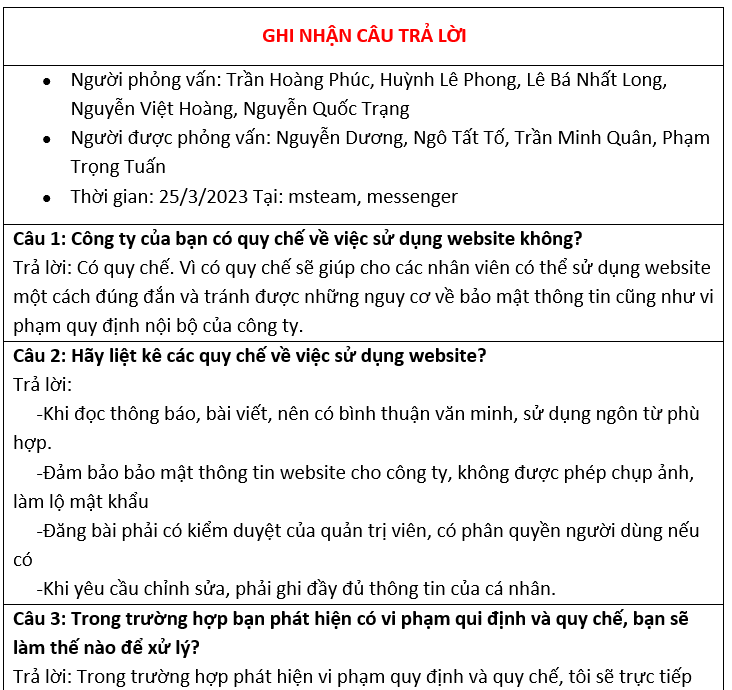 GHI NHẬN CÂU TRẢ LỜI
• Người phỏng vấn: Trần Hoàng Phúc, Huỳnh Lê Phong, Lê Bá Nhất Long,
Nguyễn Việt Hoàng, Nguyễn Quốc Trạng
• Người được phỏng vấn: Nguyễn Dương, Ngô Tất Tố, Trần Minh Quân, Phạm
Trọng Tuấn
• Thời gian: 25/3/2023 Tại: msteam, messenger
Câu 1: Công ty của bạn có quy chế về việc sử dụng website không?
Trả lời: Có quy chế. Vì có quy chế sẽ giúp cho các nhân viên có thể sử dụng website
một cách đúng đắn và tránh được những nguy cơ về bảo mật thông tin cũng như vi
phạm quy định nội bộ của công ty.
Câu 2: Hãy liệt kê các quy chế về việc sử dụng website?
Trả lời:
-Khi đọc thông báo, bài viết, nên có bình thuận văn minh, sử dụng ngôn từ phù
hợp.
-Đảm bảo bảo mật thông tin website cho công ty, không được phép chụp ảnh,
làm lộ mật khẩu
-Đăng bài phải có kiểm duyệt của quản trị viên, có phân quyền người dùng nếu
có
-Khi yêu cầu chỉnh sửa, phải ghi đầy đủ thông tin của cá nhân.
Câu 3: Trong trường hợp bạn phát hiện có vi phạm qui định và quy chế, bạn sẽ
làm thế nào để xử lý?
Trả lời: Trong trường hợp phát hiện vi phạm quy định và quy chế, tôi sẽ trực tiếp